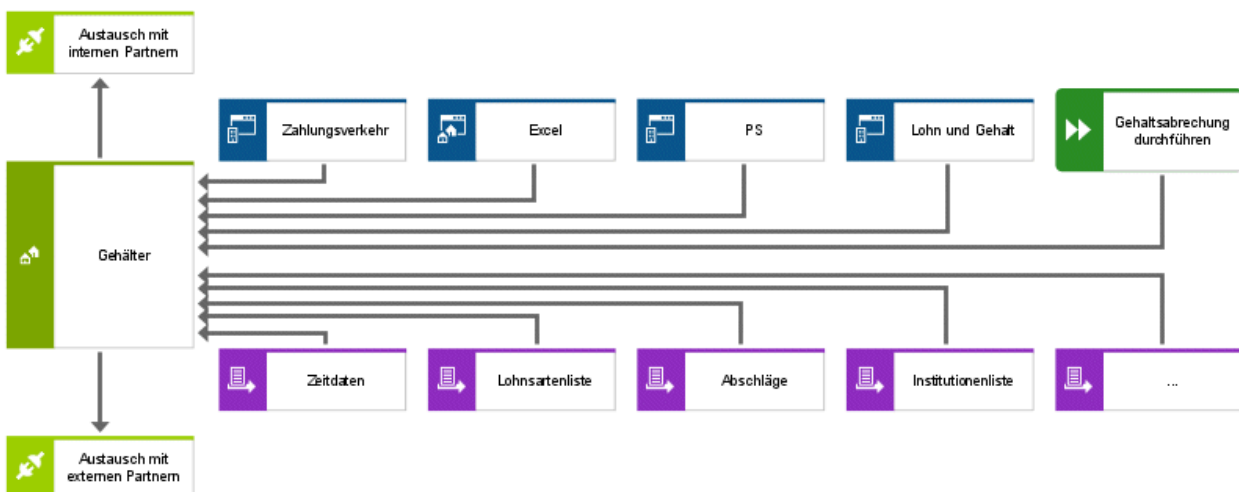 Austausch mit
internen Partnern
Zahlungsverkehr
Excel
PS
Lohn und Gehalt
Gehaltsabrechung
durchführen
Gehälter
Zeitdaten
Lohnsartenliste
Abschläge
Institutionenliste
...
Austausch mit
externen Partnern